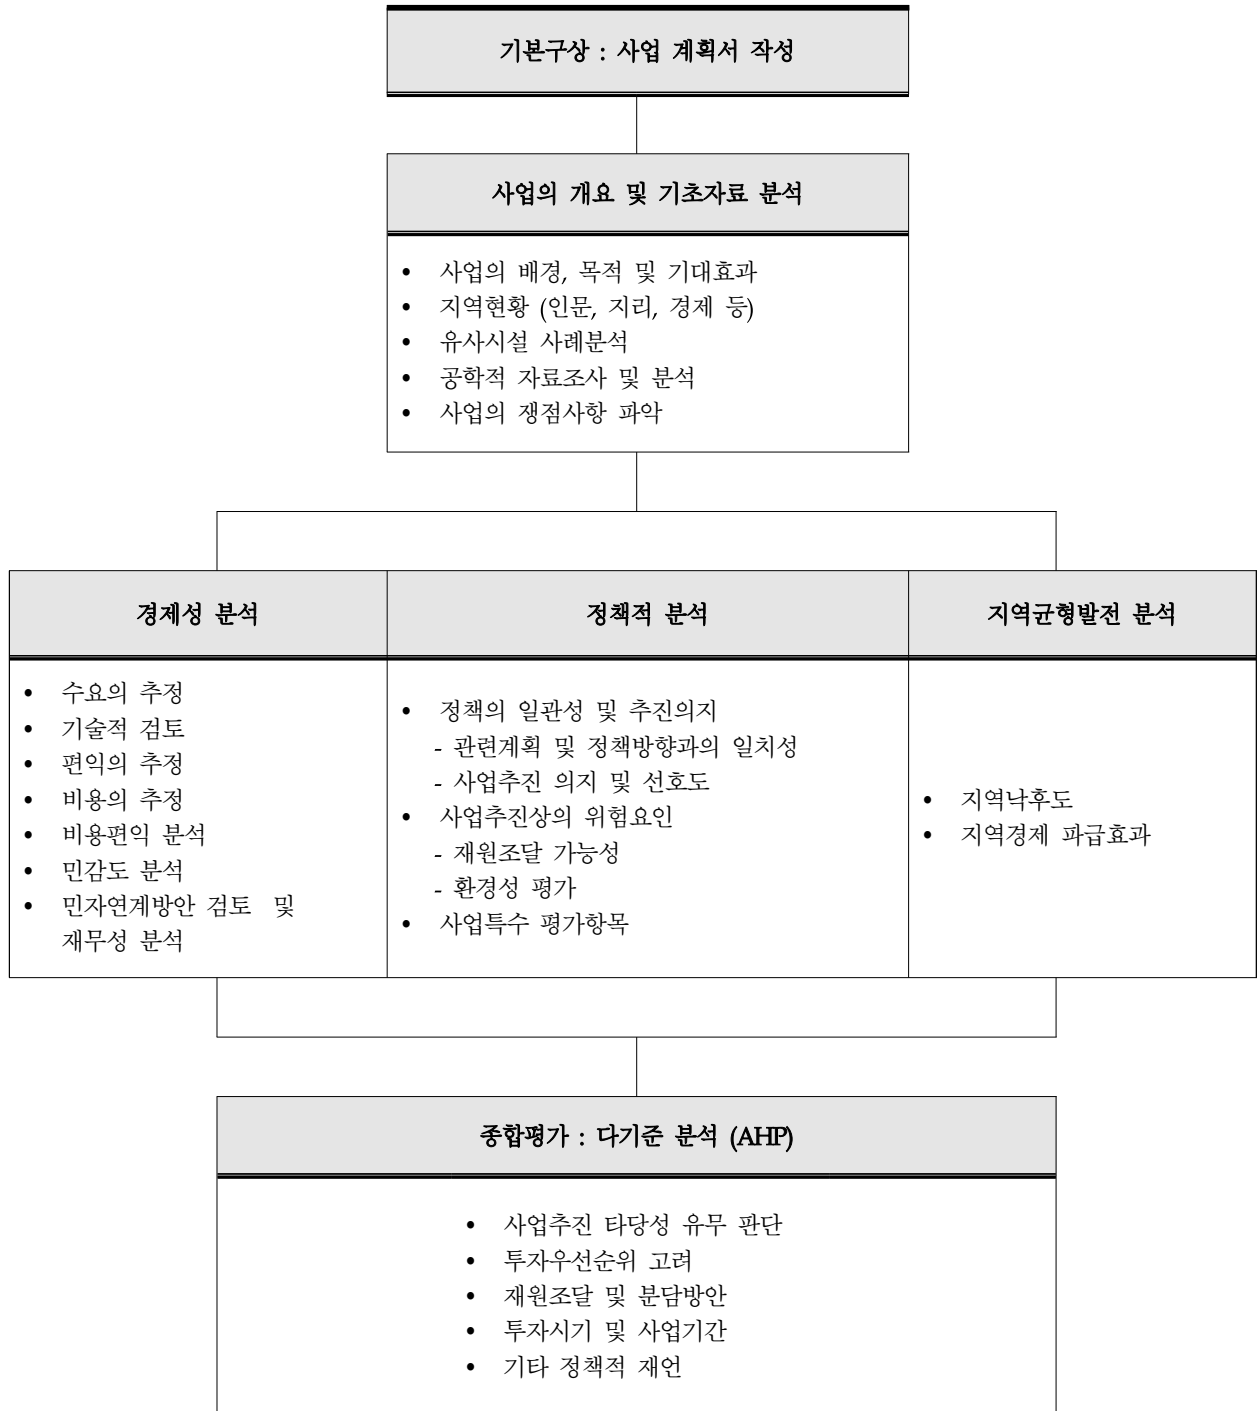 기본구상 : 사업 계획서 작성
사업의 개요 및 기초자료 분석
• 사업의 배경, 목적 및 기대효과
• 지역현황 (인문, 지리, 경제 등)
• 유사시설 사례분석
• 공학적 자료조사 및 분석
• 사업의 쟁점사항 파악
경제성 분석
• 수요의 추정
• 기술적 검토
• 편익의 추정
• 비용의 추정
• 비용편익 분석
• 민감도 분석
• 민자연계방안 검토 및
재무성 분석
정책적 분석
• 정책의 일관성 및 추진의지
- 관련계획 및 정책방향과의 일치성
- 사업추진 의지 및 선호도
• 사업추진상의 위험요인
- 재원조달 가능성
- 환경성 평가
• 사업특수 평가항목
지역균형발전 분석
• 지역낙후도
• 지역경제 파급효과
종합평가 : 다기준 분석 (AHP)
• 사업추진 타당성 유무 판단
• 투자우선순위 고려
• 재원조달 및 분담방안
• 투자시기 및 사업기간
• 기타 정책적 재언